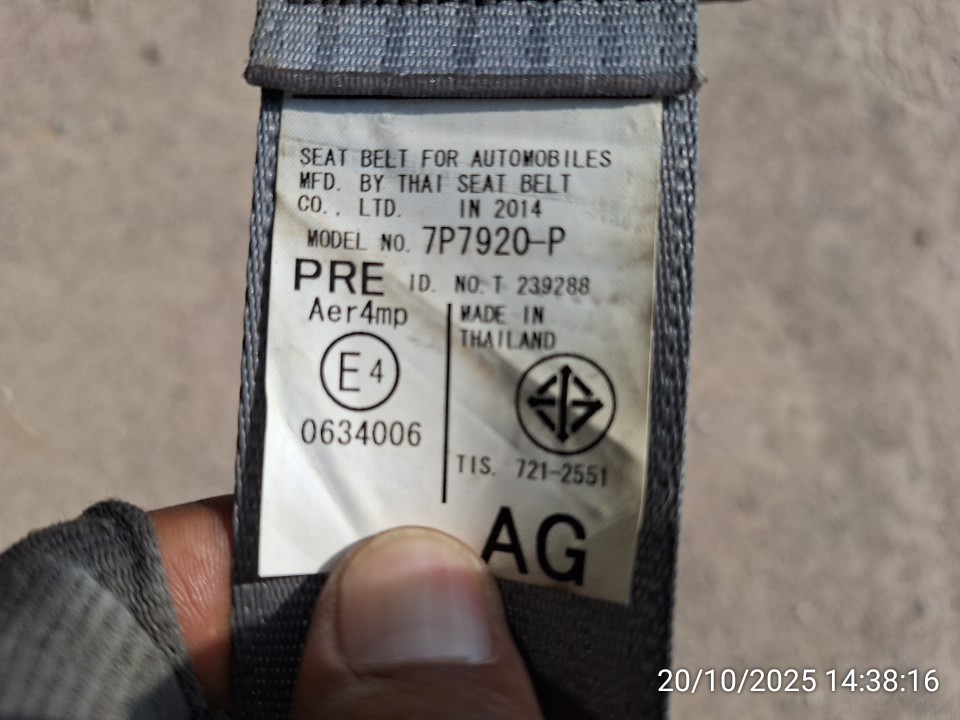 SEAT BELT FOR AUTOMOBILES
MFD. BY THAI SEAT BELT
CO., LTD. IN 2014
MODEL NO. 7P7920-P
PRE ID. NO. T 239288
Aer4mp
MADE IN
THAILAND
E4
0634006
TIS. 721-2551
AG
20/10/2025 14:38:16